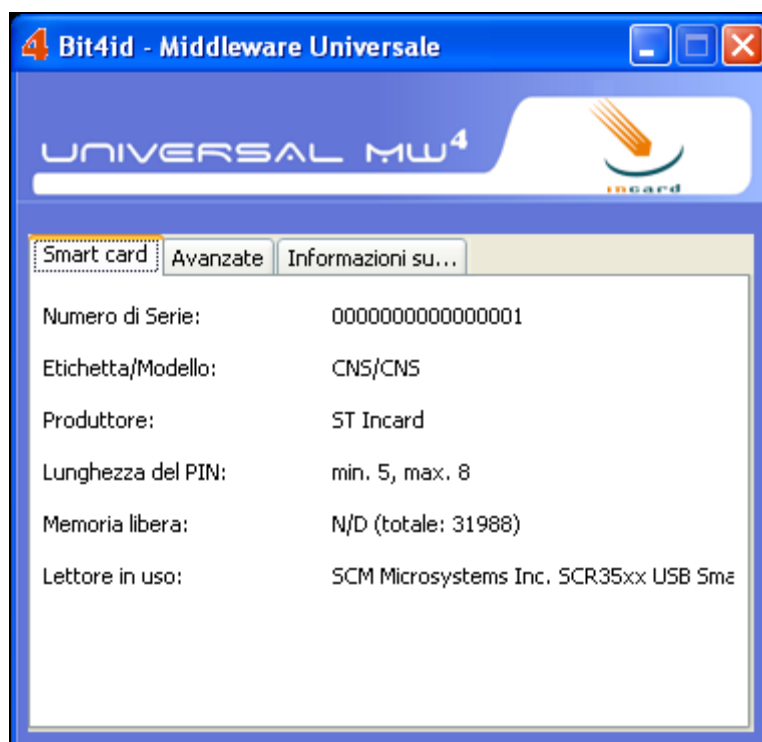 4 Bit4id - Middleware Universale
UNIVERSAL MW4
incard
Smart card Avanzate Informazioni su...
Numero di Serie: 0000000000000001
Etichetta/Modello: CNS/CNS
Produttore: ST Incard
Lunghezza del PIN: min. 5, max. 8
Memoria libera: N/D (totale: 31988)
Lettore in uso: SCM Microsystems Inc. SCR35xx USB Sma